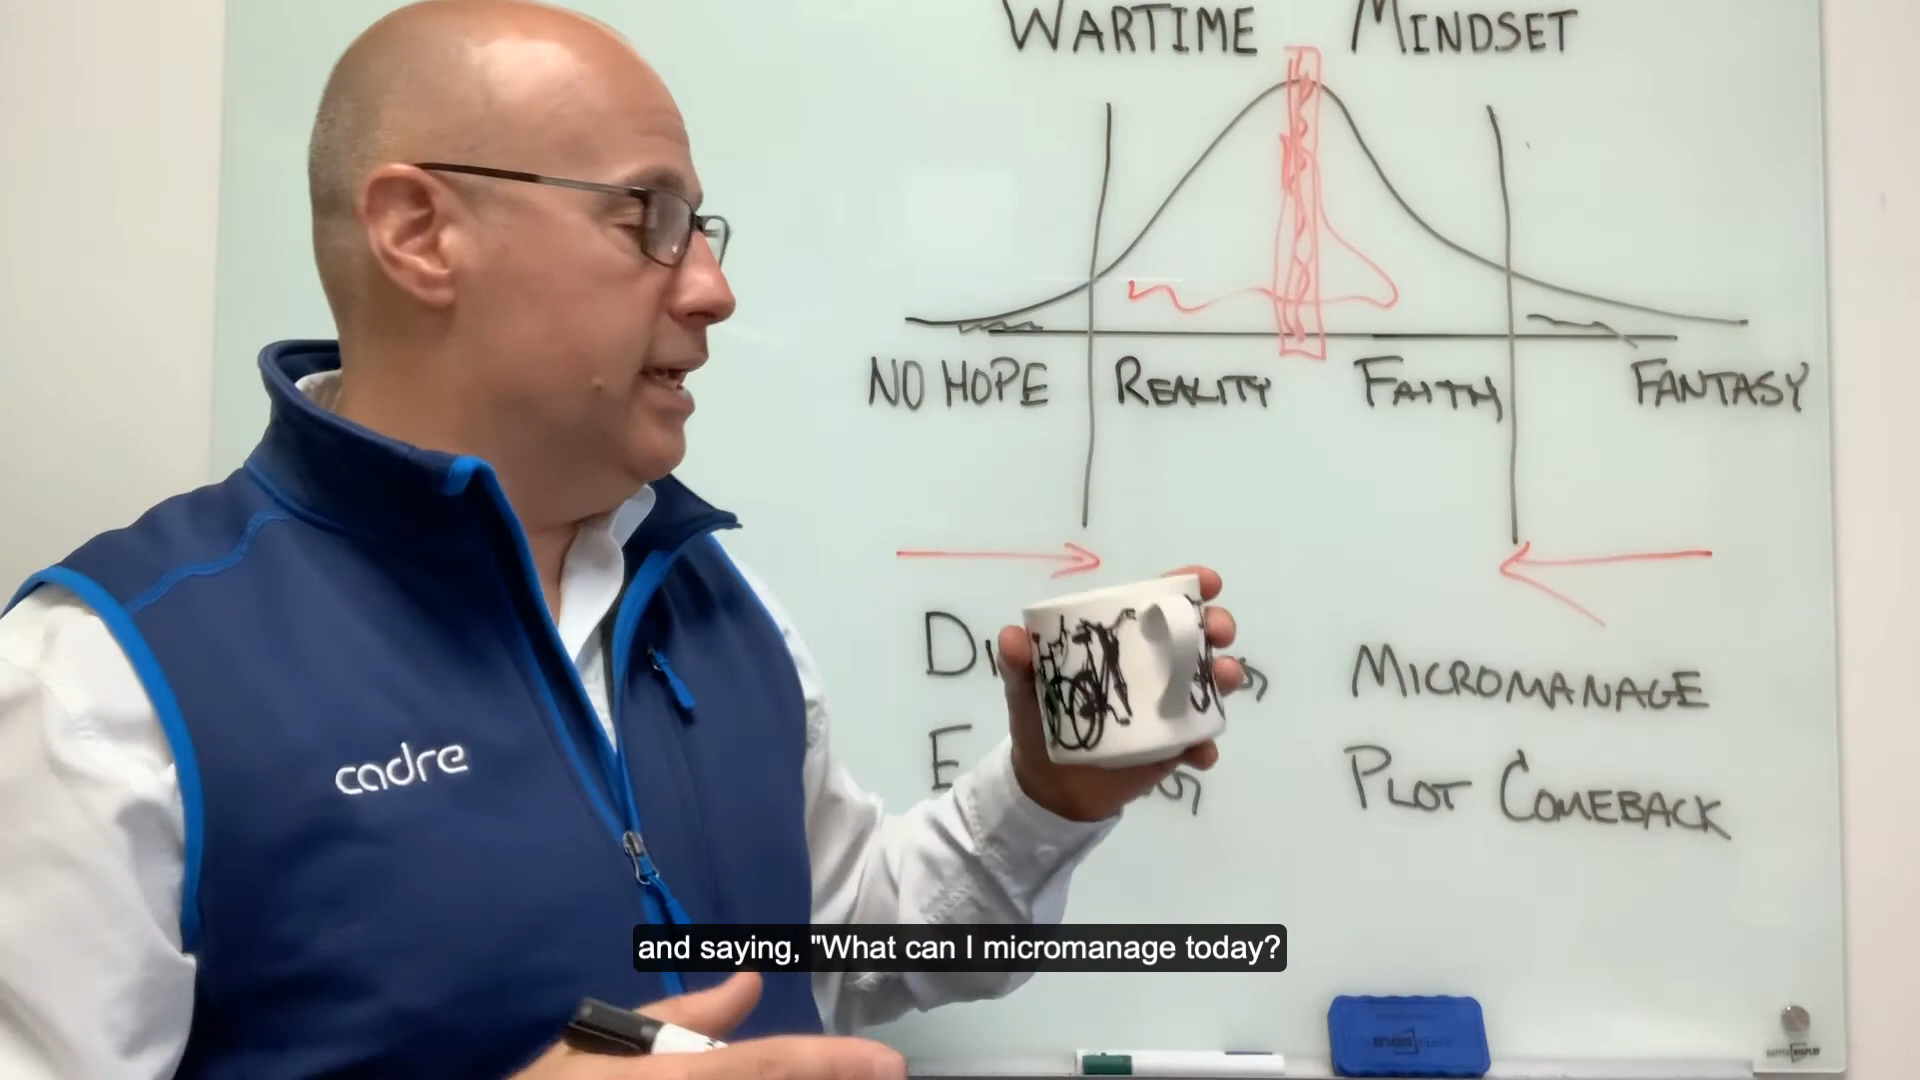 WARTIME MINDSET
NO HOPE REALITY FAITH FANTASY
MICROMANAGE
PLOT COMEBACK
cadre
and saying, "What can I micromanage today?